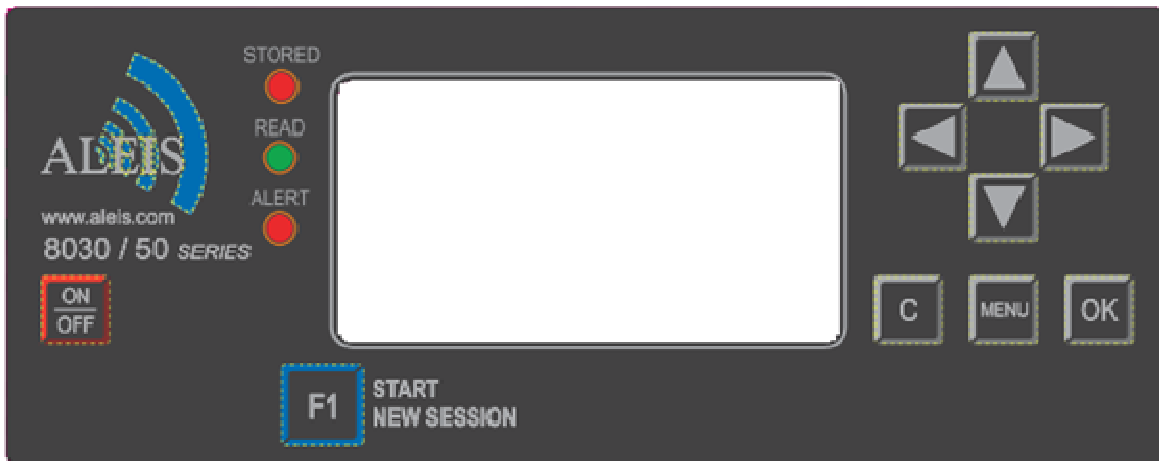 STORED
READ
ALERT
ALEIS
www.aleis.com
8030 / 50 SERIES
ON
OFF
C
MENU
OK
F1
START
NEW SESSION